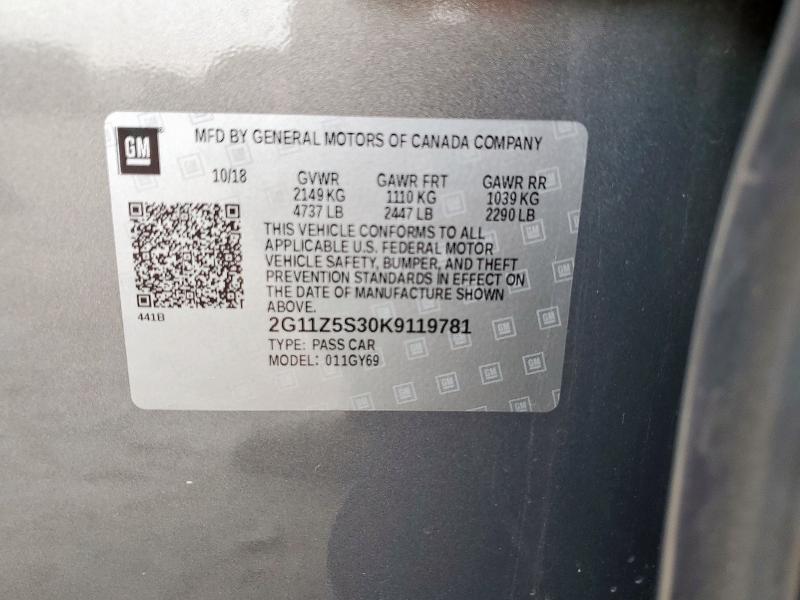 GM
MFD BY GENERAL MOTORS OF CANADA COMPANY
10/18 GVWR GAWR FRT GAWR RR
2149 KG 1110 KG 1039 KG
4737 LB 2447 LB 2290 LB
THIS VEHICLE CONFORMS TO ALL
APPLICABLE U.S. FEDERAL MOTOR
VEHICLE SAFETY, BUMPER, AND THEFT
PREVENTION STANDARDS IN EFFECT ON
THE DATE OF MANUFACTURE SHOWN
ABOVE.
441B
2G11Z5S30K9119781
TYPE: PASS CAR
MODEL: 011GY69